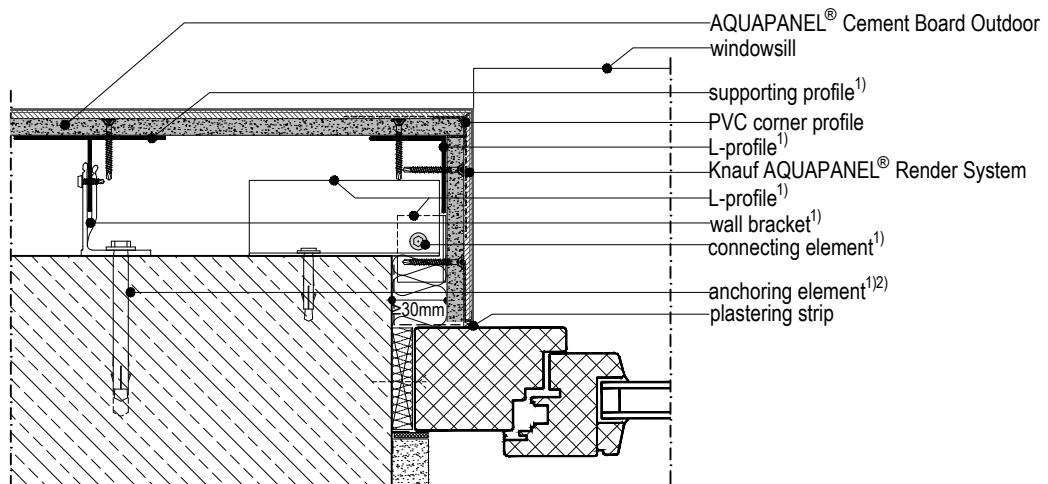 AQUAPANEL® Cement Board Outdoor
windowsill
supporting profile1)
PVC corner profile
L-profile1)
Knauf AQUAPANEL® Render System
L-profile1)
wall bracket1)
connecting element1)
anchoring element1)2)
plastering strip
30mm